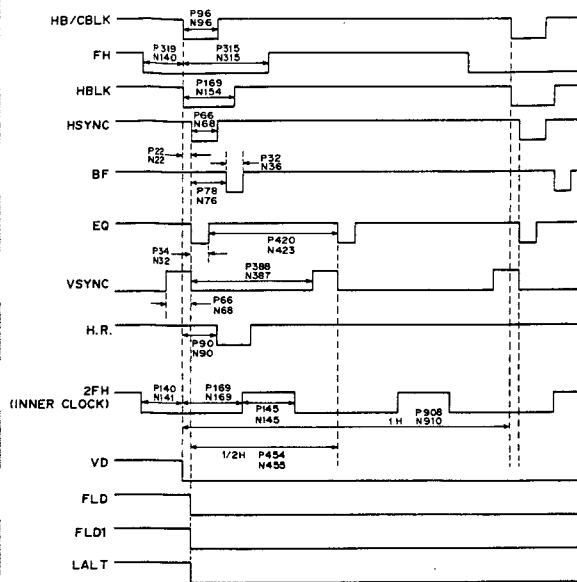 HB/CBLK
P96
N96
FH
P319
N140
P315
N315
HBLK
P169
N154
HSYNC
P66
N68
P22
N22
BF
P32
N36
P78
N76
EQ
P420
N423
P34
N32
P388
N387
VSYNC
P66
N68
H.R.
P90
N90
2FH
(INNER CLOCK)
P140
N141
P169
N169
P145
N145
1H
P908
N910
1/2H
P454
N455
VD
FLD
FLD1
LALT